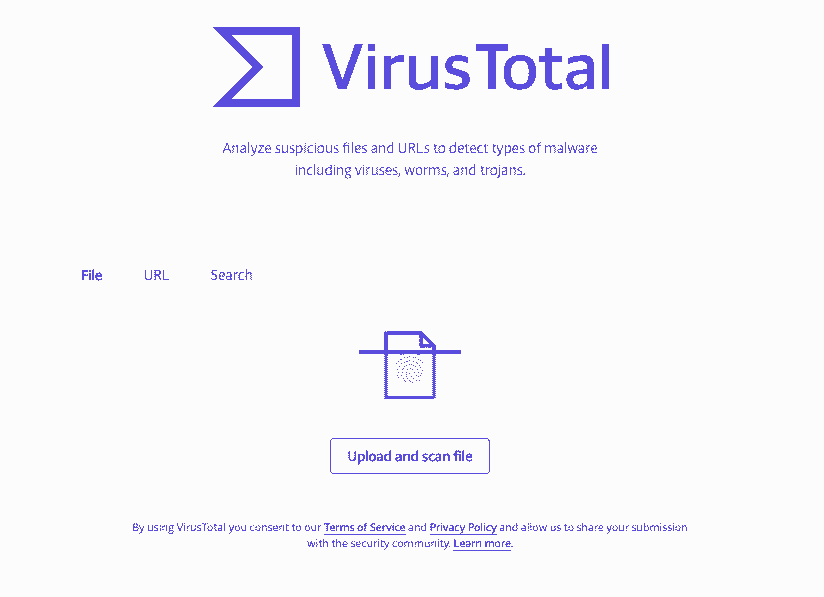 VirusTotal
Analyze suspicious files and URLs to detect types of malware
including viruses, worms, and trojans.
File URL Search
Upload and scan file
By using VirusTotal you consent to our Terms of Service and Privacy Policy and allow us to share your submission
with the security community. Learn more.